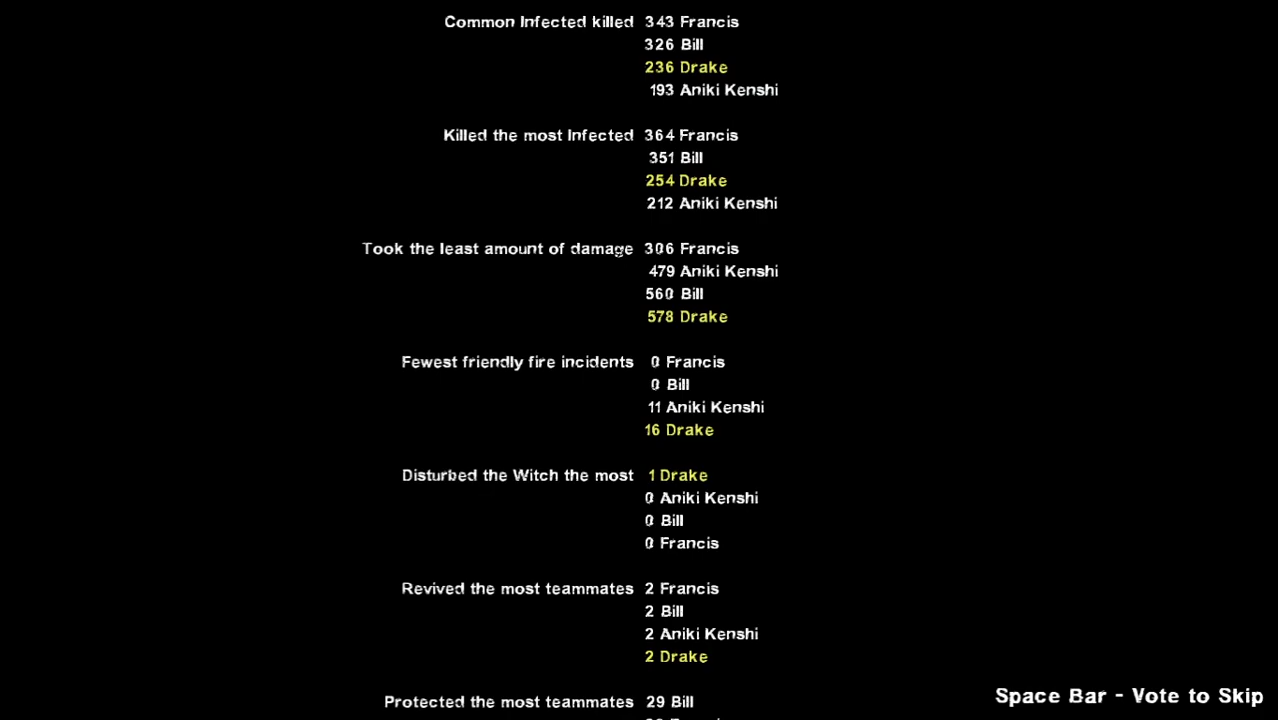 Common Infected killed 343 Francis
326 Bill
236 Drake
193 Aniki Kenshi
Killed the most Infected 364 Francis
351 Bill
254 Drake
212 Aniki Kenshi
Took the least amount of damage 306 Francis
479 Aniki Kenshi
560 Bill
578 Drake
Fewest friendly fire incidents 0 Francis
0 Bill
11 Aniki Kenshi
16 Drake
Disturbed the Witch the most 1 Drake
0 Aniki Kenshi
0 Bill
0 Francis
Revived the most teammates 2 Francis
2 Bill
2 Aniki Kenshi
2 Drake
Protected the most teammates 29 Bill
Space Bar - Vote to Skip